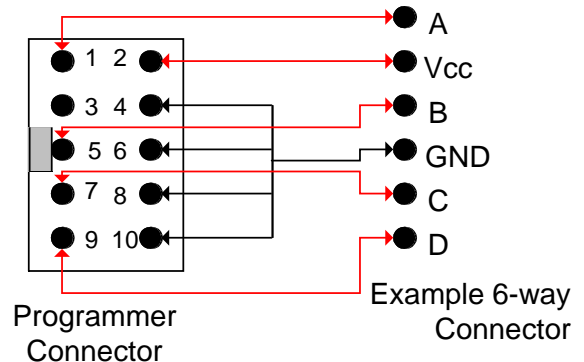 A
1 2 Vcc
3 4 B
5 6 GND
7 8 C
9 10 D
Programmer
Connector
Example 6-way
Connector